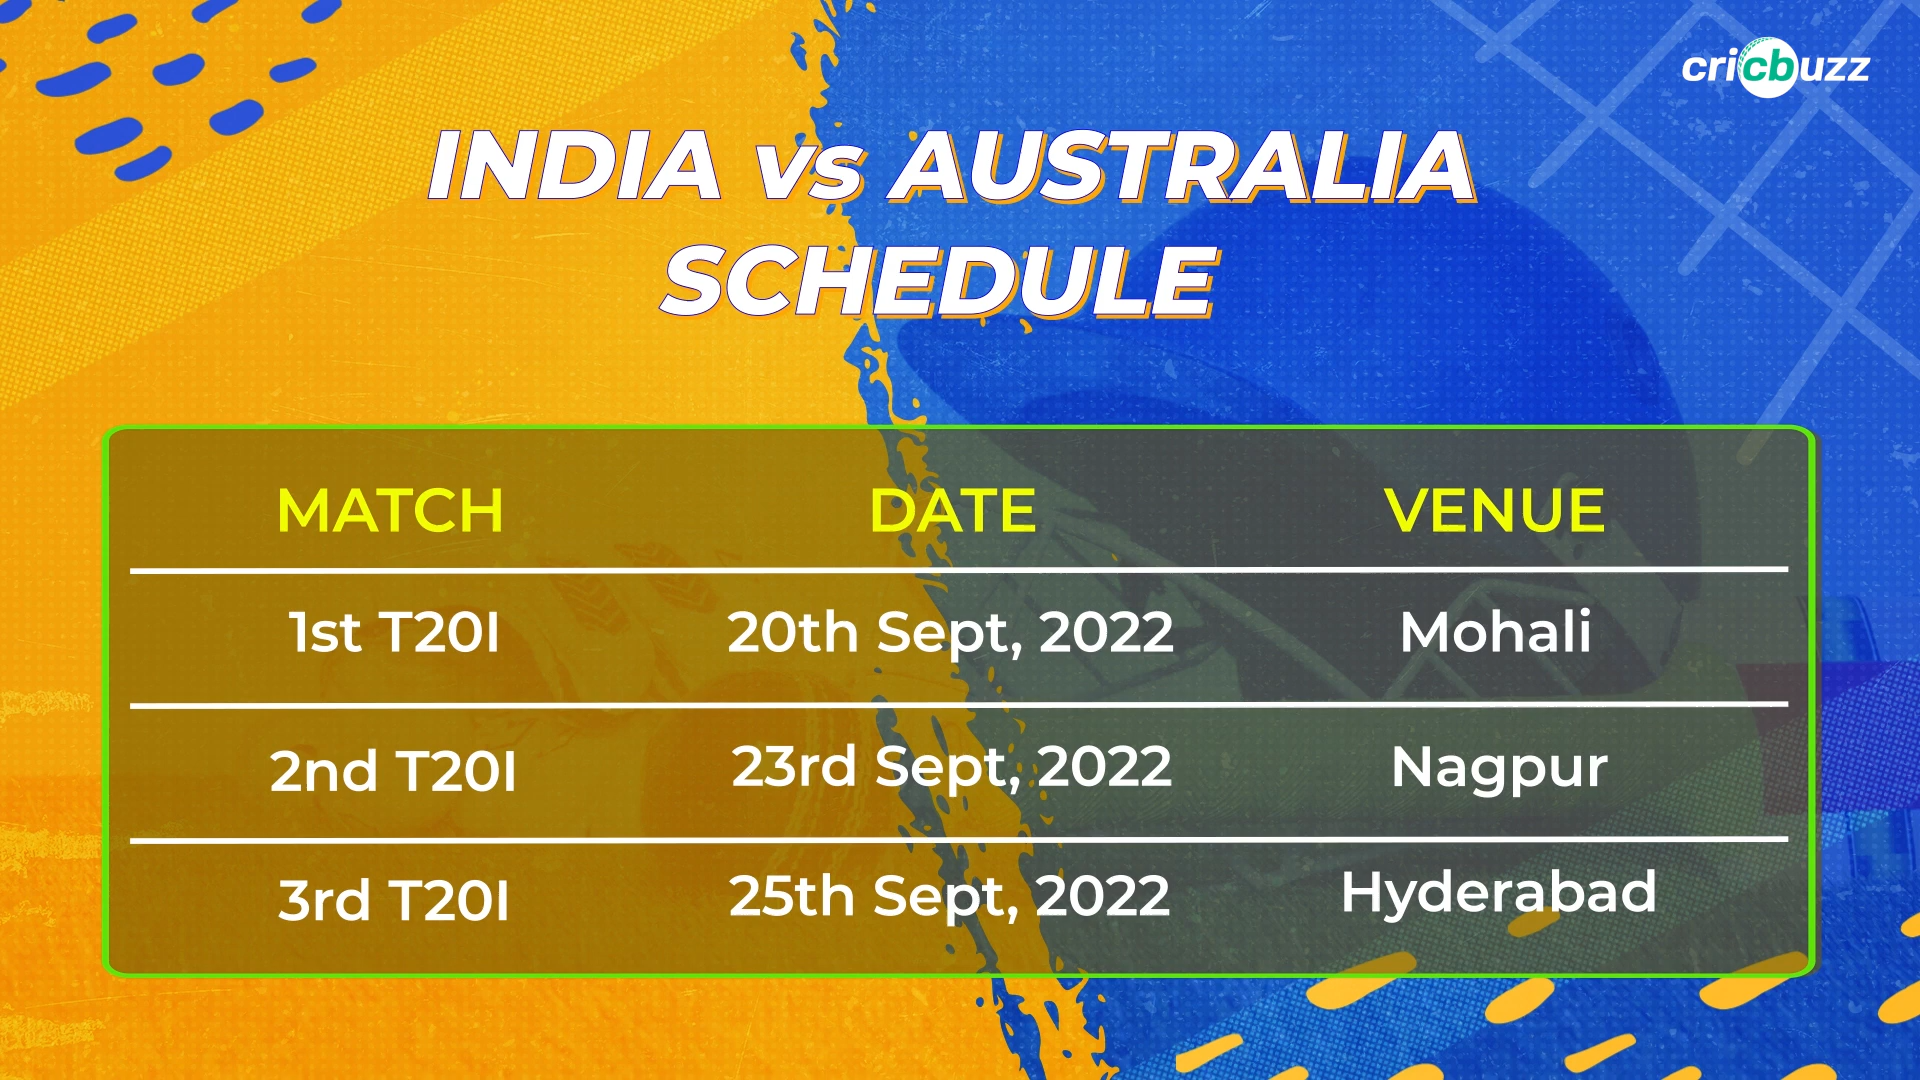 cricbuzz
INDIA vs AUSTRALIA
SCHEDULE
MATCH DATE VENUE
1st T20I 20th Sept, 2022 Mohali
2nd T20I 23rd Sept, 2022 Nagpur
3rd T20I 25th Sept, 2022 Hyderabad